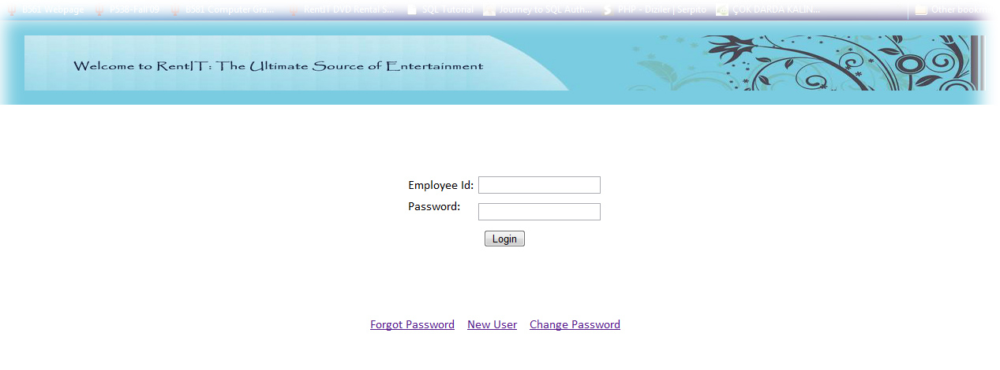 B561 Webpage P538-Fall 09 B581 Computer Gra... RentIT DVD Rental S... SQL Tutorial Journey to SQL Auth... PHP - Diziler | Serpito ÇOK DARDA KALIN... Other
Welcome to RentIT: The Ultimate Source of Entertainment
Employee Id:
Password:
Login
Forgot Password New User Change Password